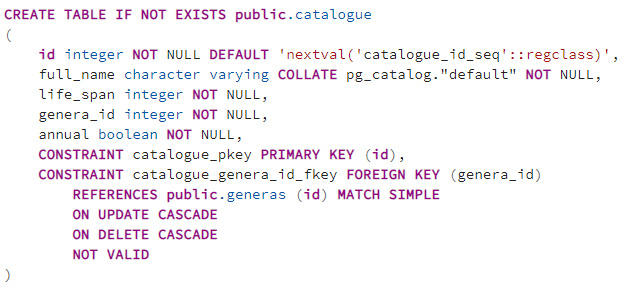 CREATE TABLE IF NOT EXISTS public.catalogue
(
    id integer NOT NULL DEFAULT 'nextval('catalogue_id_seq'::regclass)',
    full_name character varying COLLATE pg_catalog."default" NOT NULL,
    life_span integer NOT NULL,
    genera_id integer NOT NULL,
    annual boolean NOT NULL,
    CONSTRAINT catalogue_pkey PRIMARY KEY (id),
    CONSTRAINT catalogue_genera_id_fkey FOREIGN KEY (genera_id)
        REFERENCES public.generas (id) MATCH SIMPLE
        ON UPDATE CASCADE
        ON DELETE CASCADE
        NOT VALID
)